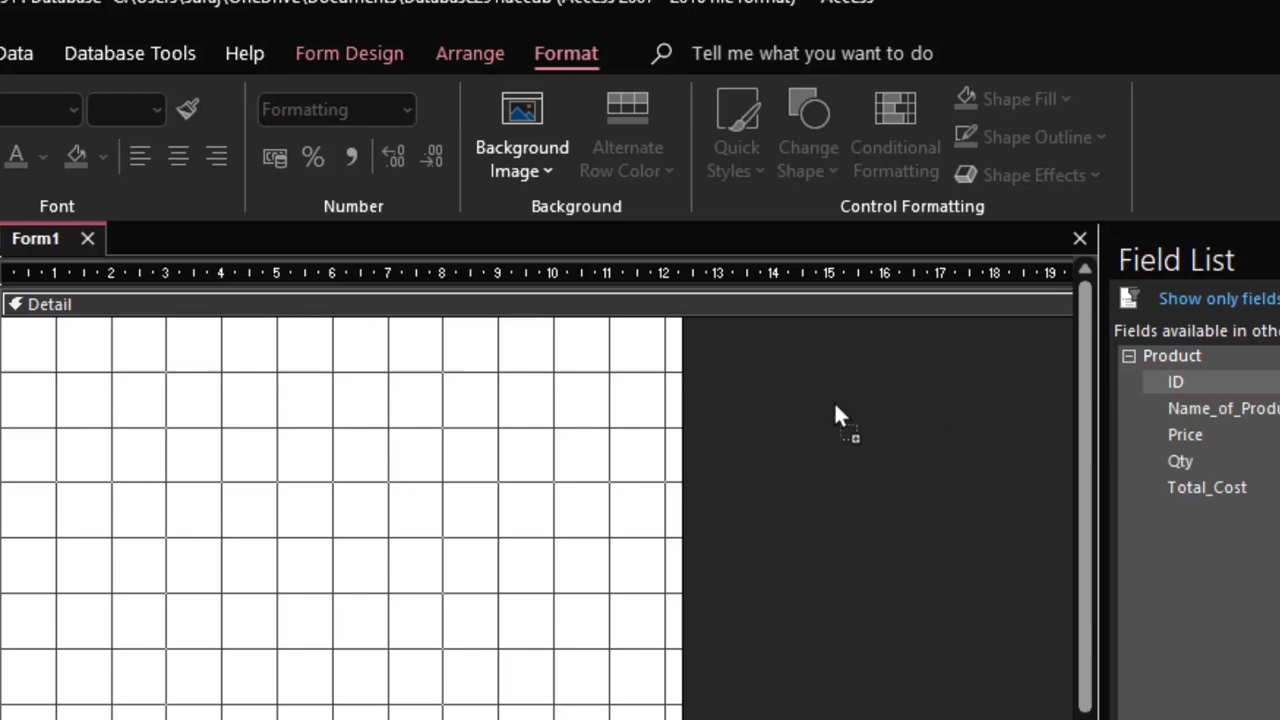 Data Database Tools Help Form Design Arrange Format Tell me what you want to do
Formatting
Background Image
Alternate Row Color
Quick Styles
Change Shape
Conditional Formatting
Shape Fill
Shape Outline
Shape Effects
Font Number Background Control Formatting
Form1
1 2 3 4 5 6 7 8 9 10 11 12 13 14 15 16 17 18 19
Detail
Field List
Show only fields
Fields available in
Product
ID
Name_of_Produ
Price
Qty
Total_Cost